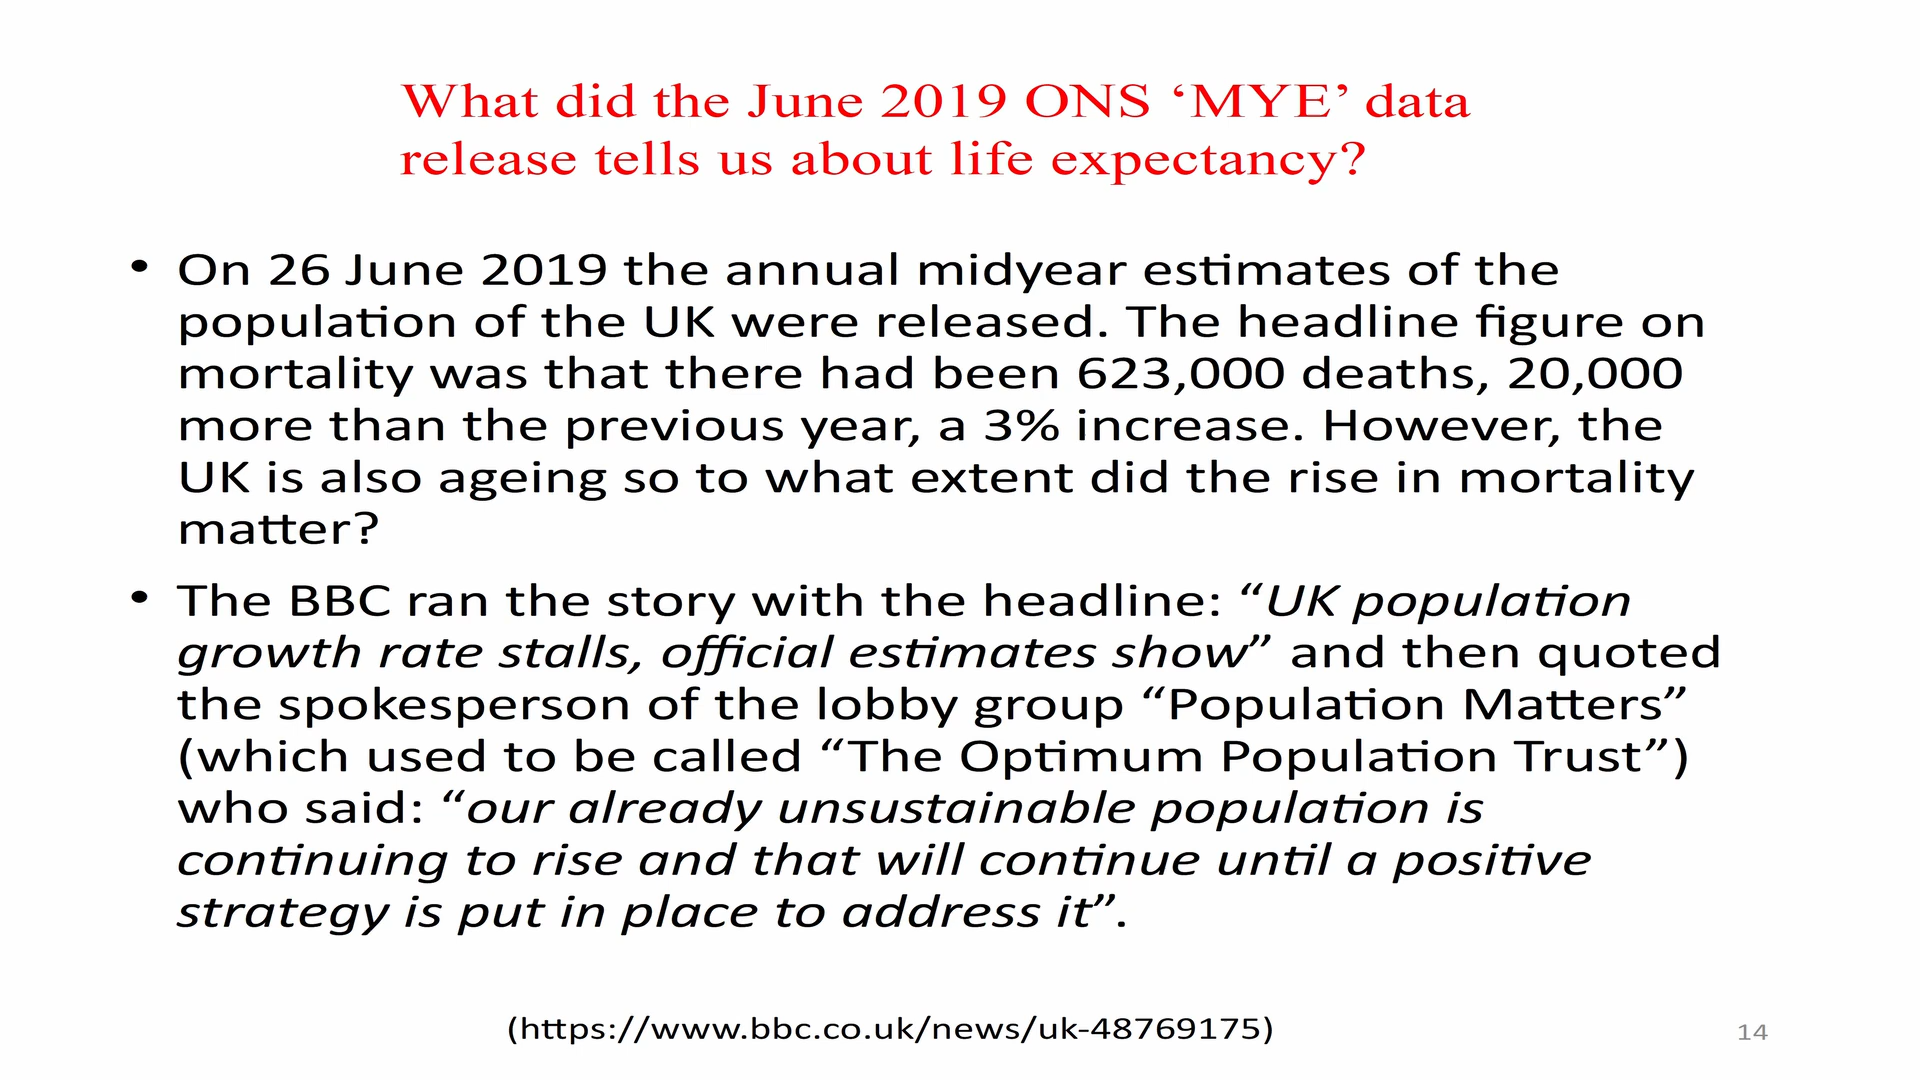 What did the June 2019 ONS ‘MYE’ data
release tells us about life expectancy?
• On 26 June 2019 the annual midyear estimates of the
population of the UK were released. The headline figure on
mortality was that there had been 623,000 deaths, 20,000
more than the previous year, a 3% increase. However, the
UK is also ageing so to what extent did the rise in mortality
matter?
• The BBC ran the story with the headline: “UK population
growth rate stalls, official estimates show” and then quoted
the spokesperson of the lobby group “Population Matters”
(which used to be called “The Optimum Population Trust”)
who said: “our already unsustainable population is
continuing to rise and that will continue until a positive
strategy is put in place to address it”.
(https://www.bbc.co.uk/news/uk-48769175)
14